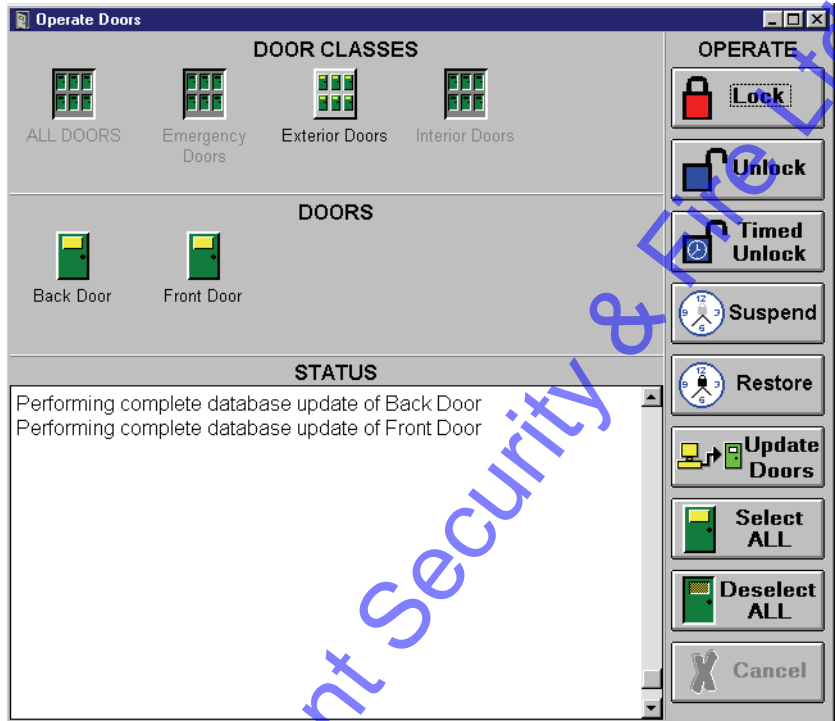 Operate Doors
DOOR CLASSES
ALL DOORS
Emergency
Doors
Exterior Doors
Interior Doors
DOORS
Back Door
Front Door
STATUS
Performing complete database update of Back Door
Performing complete database update of Front Door
OPERATE
Lock
Unlock
Timed
Unlock
Suspend
Restore
Update
Doors
Select
ALL
Deselect
ALL
Cancel
nt Security & Fire Lt